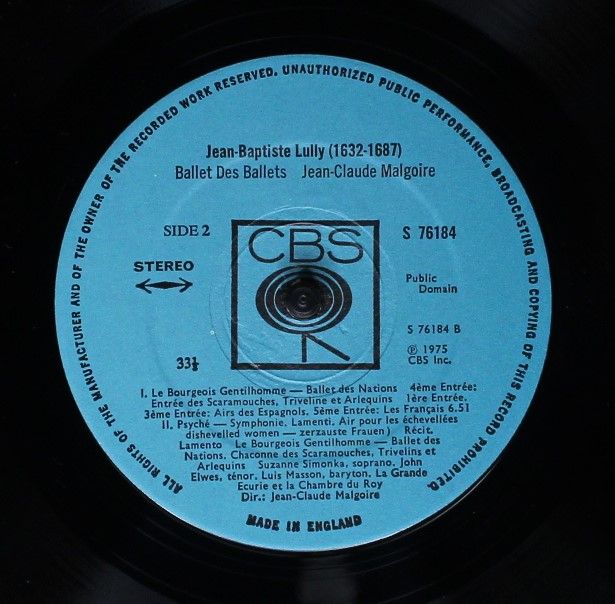 ALL RIGHTS OF THE MANUFACTURER AND OF THE OWNER OF THE RECORDED WORK RESERVED. UNAUTHORIZED PUBLIC PERFORMANCE, BROADCASTING AND COPYING OF THIS RECORD PROHIBITED.
Jean-Baptiste Lully (1632-1687)
Ballet Des Ballets Jean-Claude Malgoire
SIDE 2
CBS
S 76184
STEREO
Public
Domain
S 76184 B
33⅓
℗ 1975
CBS Inc.
I. Le Bourgeois Gentilhomme — Ballet des Nations 4ème Entrée:
Entrée des Scaramouches, Triveline et Arlequins 1ère Entrée.
3ème Entrée: Airs des Espagnols. 5ème Entrée: Les Français 6.51
II. Psyché — Symphonie. Lamenti. Air pour les échevellées
dishevelled women — zerzauste Frauen) Récit.
Lamento Le Bourgeois Gentilhomme — Ballet des
Nations. Chaconne des Scaramouches, Trivelins et
Arlequins Suzanne Simonka, soprano. John
Elwes, ténor, Luis Masson, baryton, La Grande
Ecurie et la Chambre du Roy
Dir.: Jean-Claude Malgoire
MADE IN ENGLAND